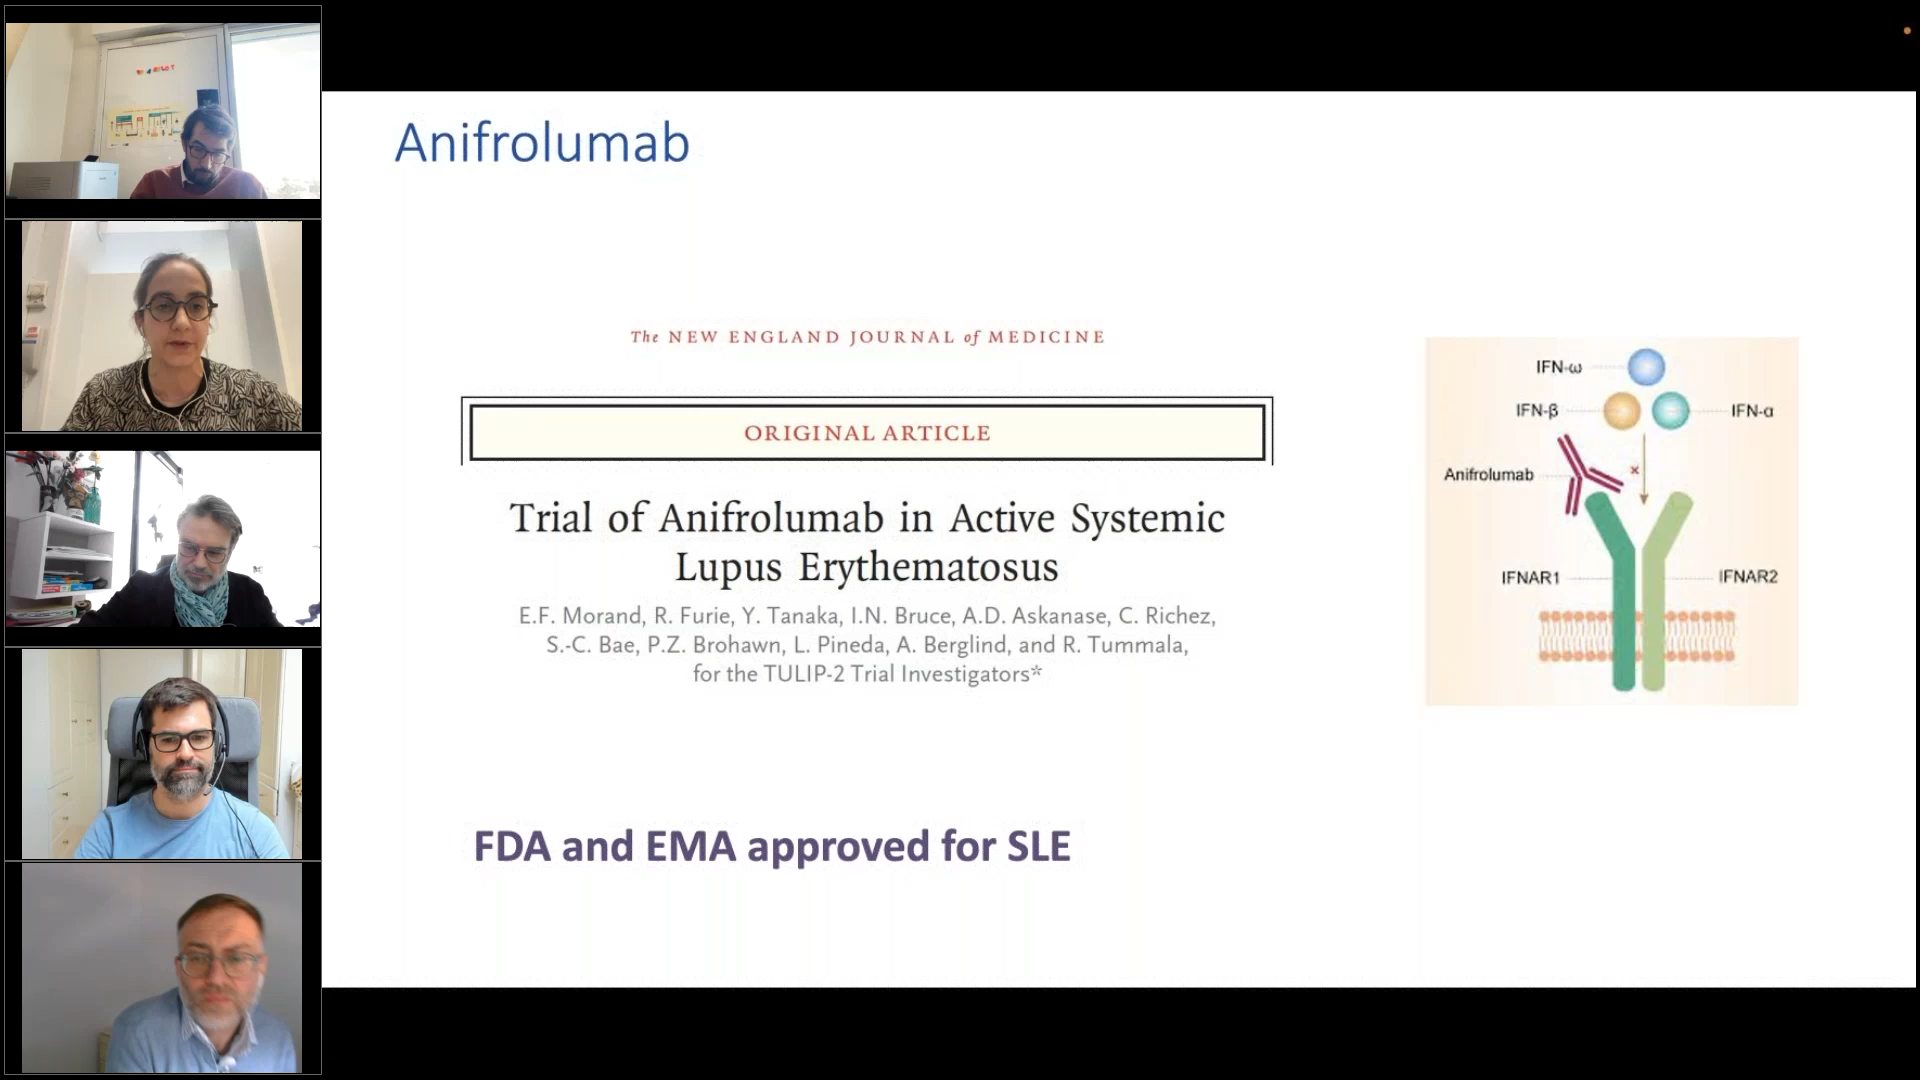 Anifrolumab
The NEW ENGLAND JOURNAL of MEDICINE
ORIGINAL ARTICLE
Trial of Anifrolumab in Active Systemic
Lupus Erythematosus
E.F. Morand, R. Furie, Y. Tanaka, I.N. Bruce, A.D. Askanase, C. Richez,
S.-C. Bae, P.Z. Brohawn, L. Pineda, A. Berglind, and R. Tummala,
for the TULIP-2 Trial Investigators*
FDA and EMA approved for SLE
IFN-ω
IFN-β
IFN-α
Anifrolumab
IFNAR1
IFNAR2